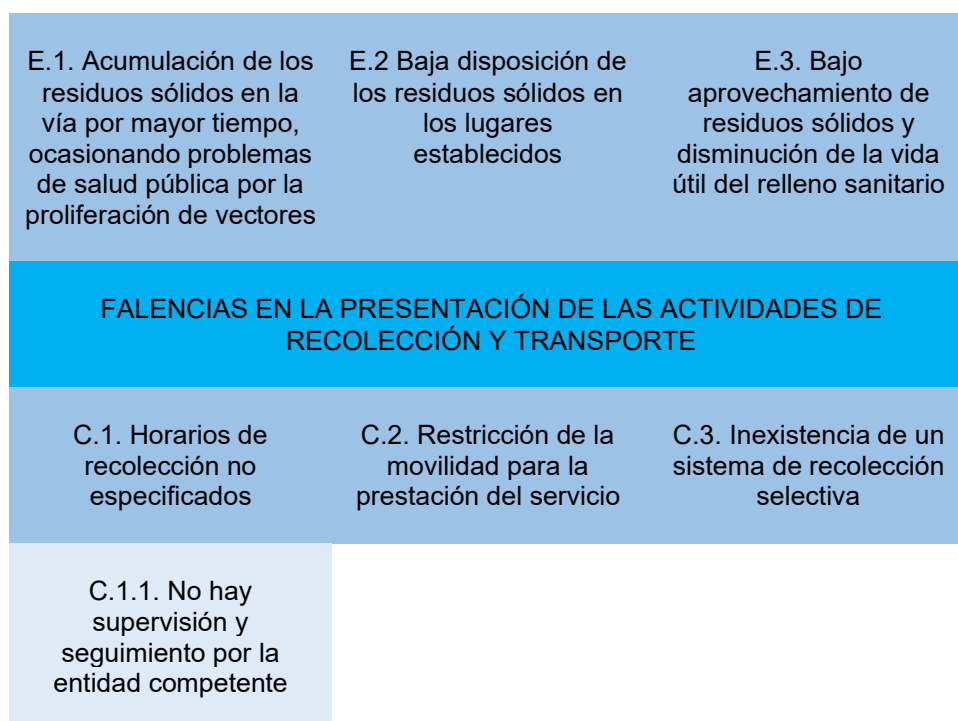 E.1. Acumulación de los
residuos sólidos en la
vía por mayor tiempo,
ocasionando problemas
de salud pública por la
proliferación de vectores
E.2 Baja disposición de
los residuos sólidos en
los lugares
establecidos
E.3. Bajo
aprovechamiento de
residuos sólidos y
disminución de la vida
útil del relleno sanitario
FALENCIAS EN LA PRESENTACIÓN DE LAS ACTIVIDADES DE
RECOLECCIÓN Y TRANSPORTE
C.1. Horarios de
recolección no
especificados
C.2. Restricción de la
movilidad para la
prestación del servicio
C.3. Inexistencia de un
sistema de recolección
selectiva
C.1.1. No hay
supervisión y
seguimiento por la
entidad competente